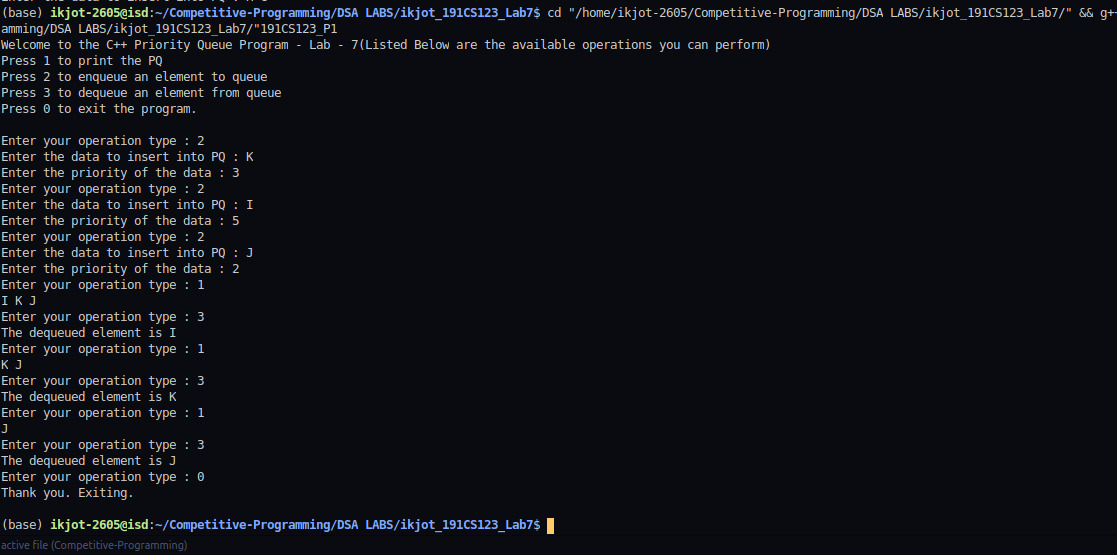 (base) ikjot-2605@isd:~/Competitive-Programming/DSA LABS/ikjot_191CS123_Lab7$ cd "/home/ikjot-2605/Competitive-Programming/DSA LABS/ikjot_191CS123_Lab7/" && g+
amming/DSA LABS/ikjot_191CS123_Lab7/"191CS123_P1
Welcome to the C++ Priority Queue Program - Lab - 7(Listed Below are the available operations you can perform)
Press 1 to print the PQ
Press 2 to enqueue an element to queue
Press 3 to dequeue an element from queue
Press 0 to exit the program.
Enter your operation type : 2
Enter the data to insert into PQ : K
Enter the priority of the data : 3
Enter your operation type : 2
Enter the data to insert into PQ : I
Enter the priority of the data : 5
Enter your operation type : 2
Enter the data to insert into PQ : J
Enter the priority of the data : 2
Enter your operation type : 1
I K J
Enter your operation type : 3
The dequeued element is I
Enter your operation type : 1
K J
Enter your operation type : 3
The dequeued element is K
Enter your operation type : 1
J
Enter your operation type : 3
The dequeued element is J
Enter your operation type : 0
Thank you. Exiting.
(base) ikjot-2605@isd:~/Competitive-Programming/DSA LABS/ikjot_191CS123_Lab7$
active file (Competitive-Programming)